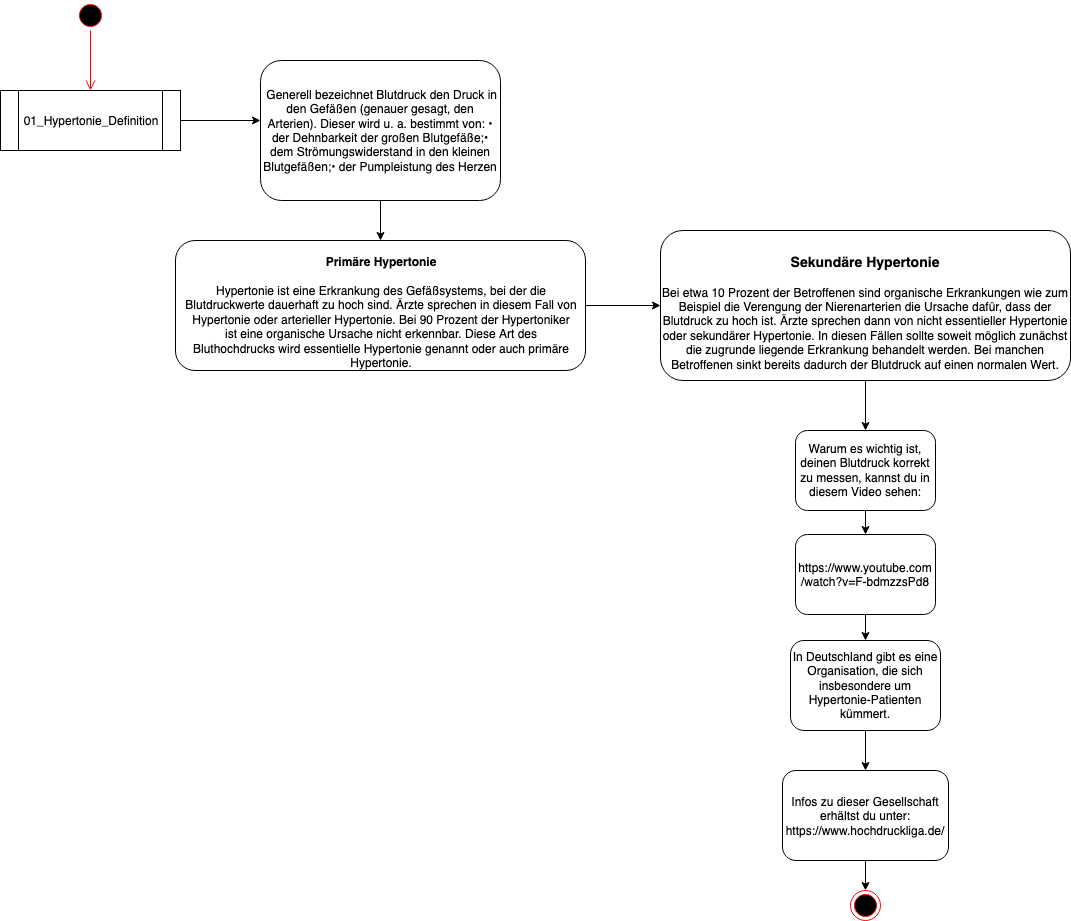 01_Hypertonie_Definition
Generell bezeichnet Blutdruck den Druck in
den Gefäßen (genauer gesagt, den
Arterien). Dieser wird u. a. bestimmt von: •
der Dehnbarkeit der großen Blutgefäße;•
dem Strömungswiderstand in den kleinen
Blutgefäßen;• der Pumpleistung des Herzen
Primäre Hypertonie
Hypertonie ist eine Erkrankung des Gefäßsystems, bei der die
Blutdruckwerte dauerhaft zu hoch sind. Ärzte sprechen in diesem Fall von
Hypertonie oder arterieller Hypertonie. Bei 90 Prozent der Hypertoniker
ist eine organische Ursache nicht erkennbar. Diese Art des
Bluthochdrucks wird essentielle Hypertonie genannt oder auch primäre
Hypertonie.
Sekundäre Hypertonie
Bei etwa 10 Prozent der Betroffenen sind organische Erkrankungen wie zum
Beispiel die Verengung der Nierenarterien die Ursache dafür, dass der
Blutdruck zu hoch ist. Ärzte sprechen dann von nicht essentieller Hypertonie
oder sekundärer Hypertonie. In diesen Fällen sollte soweit möglich zunächst
die zugrunde liegende Erkrankung behandelt werden. Bei manchen
Betroffenen sinkt bereits dadurch der Blutdruck auf einen normalen Wert.
Warum es wichtig ist,
deinen Blutdruck korrekt
zu messen, kannst du in
diesem Video sehen:
https://www.youtube.com
/watch?v=F-bdmzzsPd8
In Deutschland gibt es eine
Organisation, die sich
insbesondere um
Hypertonie-Patienten
kümmert.
Infos zu dieser Gesellschaft
erhältst du unter:
https://www.hochdruckliga.de/